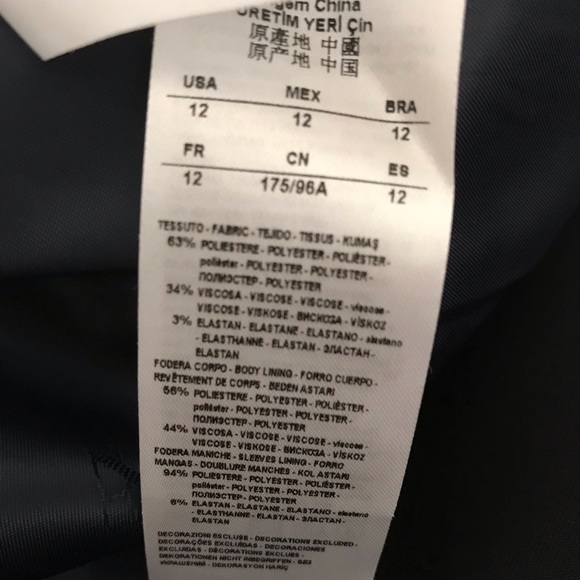 gem China
ÜRETİM YERİ Çin
原產地 中國
原产地 中国
USA MEX BRA
12 12 12
FR CN ES
12 175/96A 12
TESSUTO - FABRIC - TEJIDO - TISSUS - KUMAŞ
63% POLIESTERE - POLYESTER - POLIÉSTER -
poliéster - POLYESTER - POLYESTER -
ПОЛИЭСТЕР - POLYESTER
34% VISCOSA - VISCOSE - VISCOSE - viscose -
VISCOSE - VISKOSE - ВИСКОЗА - VİSKOZ
3% ELASTAN - ELASTANE - ELASTANO - elastano
- ELASTHANNE - ELASTAN - ЭЛАСТАН -
ELASTAN
FODERA CORPO - BODY LINING - FORRO CUERPO -
REVÊTEMENT DE CORPS - BEDEN ASTARI
56% POLIESTERE - POLYESTER - POLIÉSTER -
poliéster - POLYESTER - POLYESTER -
ПОЛИЭСТЕР - POLYESTER
44% VISCOSA - VISCOSE - VISCOSE - viscose -
VISCOSE - VISKOSE - ВИСКОЗА - VİSKOZ
FODERA MANICHE - SLEEVES LINING - FORRO
MANGAS - DOUBLURE MANCHES - KOL ASTARI
94% POLIESTERE - POLYESTER - POLIÉSTER -
poliéster - POLYESTER - POLYESTER -
ПОЛИЭСТЕР - POLYESTER
6% ELASTAN - ELASTANE - ELASTANO - elastano
- ELASTHANNE - ELASTAN - ЭЛАСТАН -
ELASTAN
DECORAZIONI ESCLUSE - DECORATIONS EXCLUDED -
DECORAÇÕES EXCLUÍDAS - DECORACIONES
EXCLUIDAS - DÉCORATIONS EXCLUES -
DEKORATIONEN NICHT INBEGRIFFEN - БЕЗ
УКРАШЕНИЙ - DEKORASYON HARİÇ